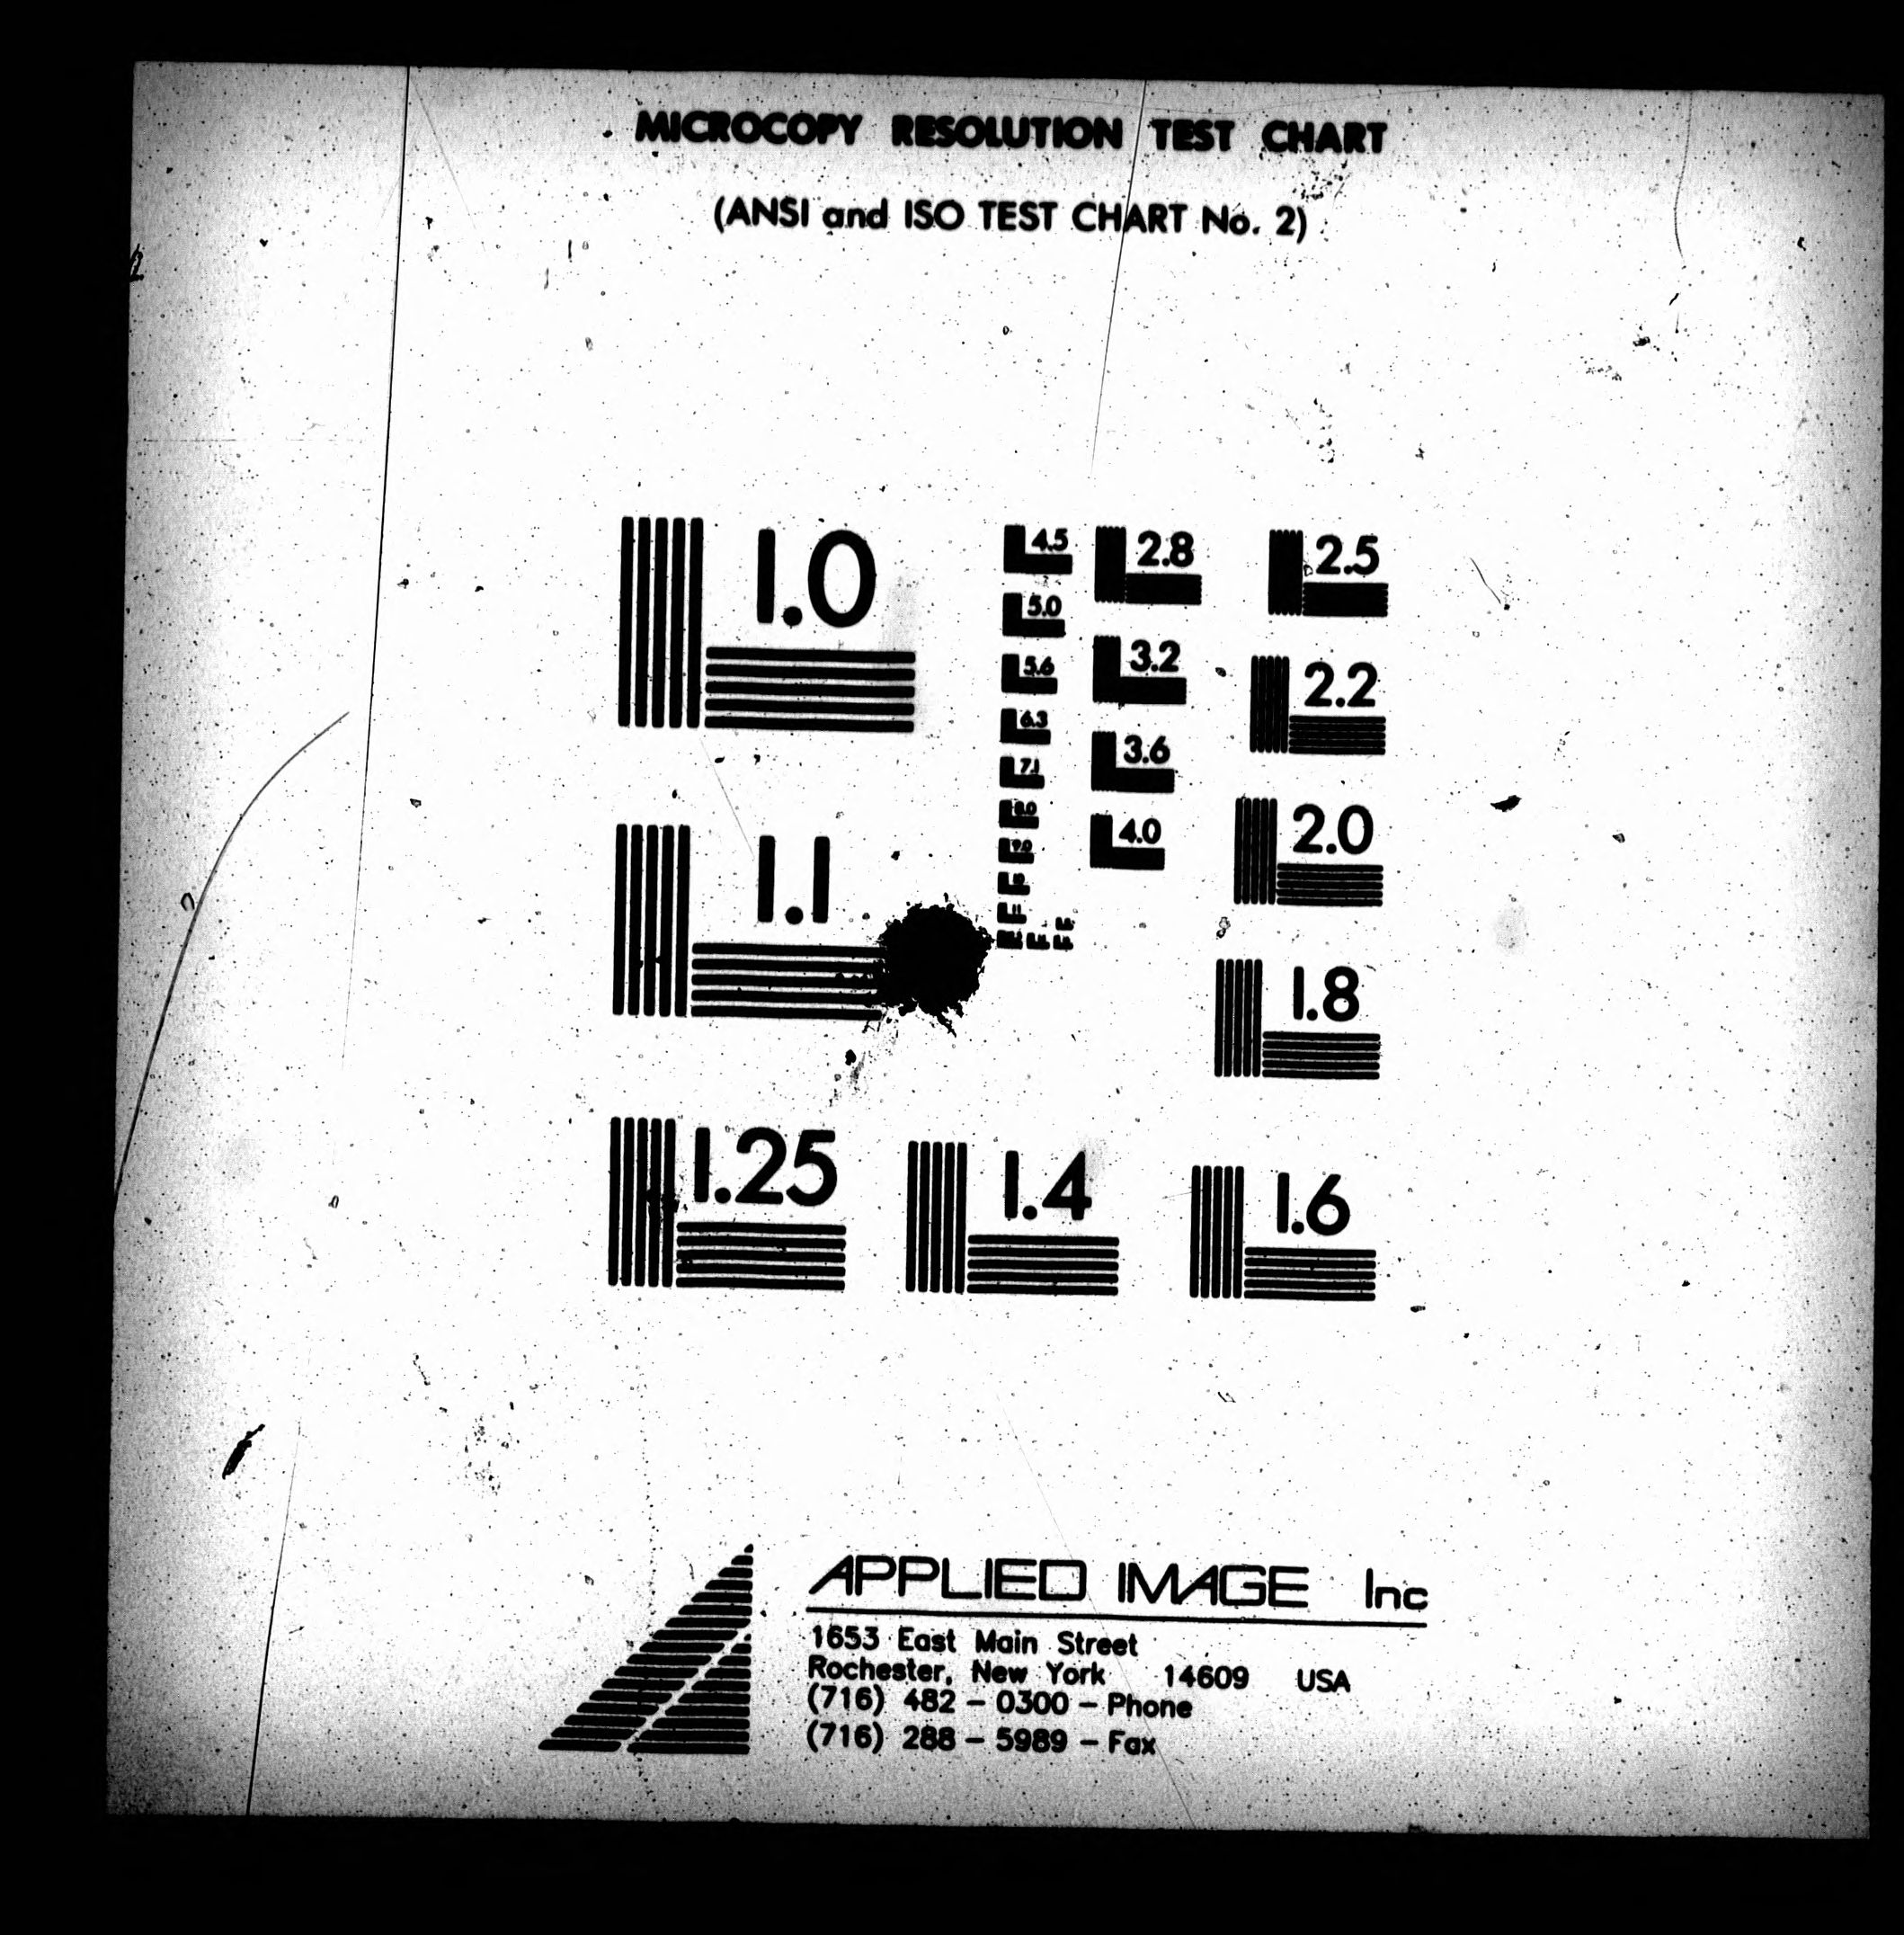 MICROCOPY RESOLUTION TEST CHART
(ANSI and ISO TEST CHART No. 2)
1.0
1.1
1.25
1.4
1.6
1.8
2.0
2.2
2.5
2.8
3.2
3.6
4.0
4.5
5.0
5.6
6.3
7.1
8.0
9.0
APPLIED IMAGE Inc
1653 East Main Street
Rochester, New York 14609 USA
(716) 482 - 0300 - Phone
(716) 288 - 5989 - Fax